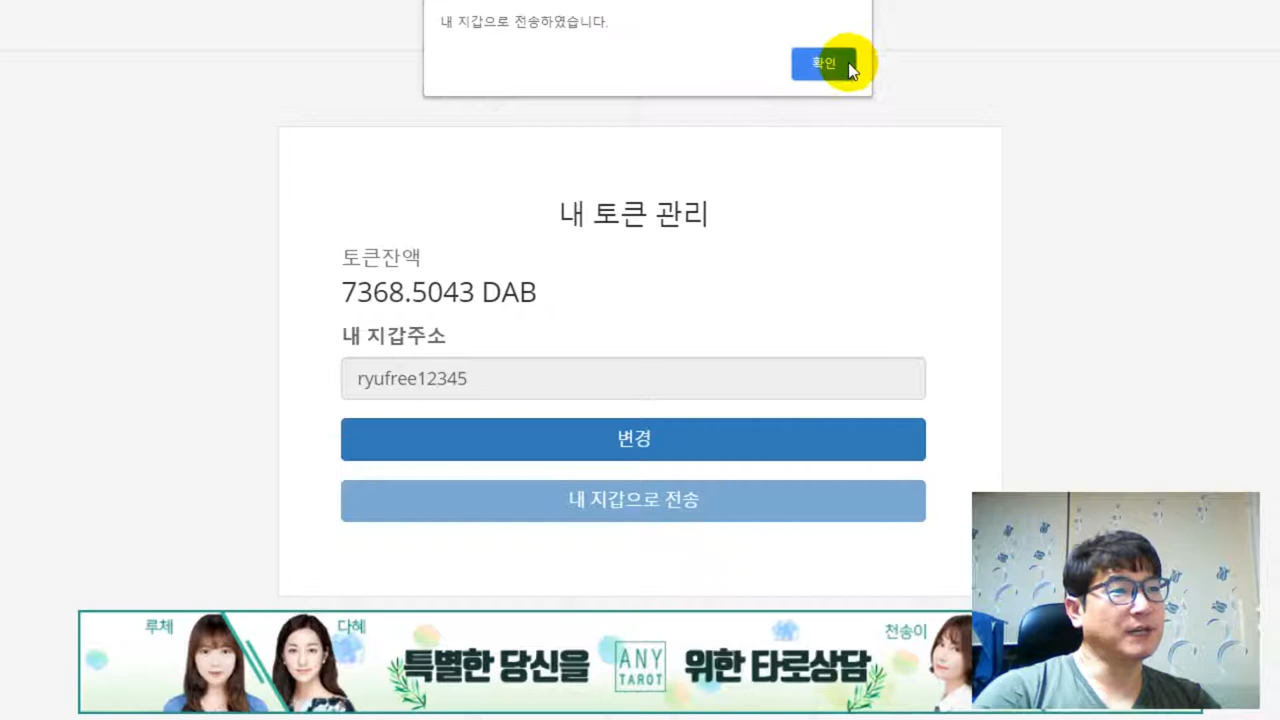 내 지갑으로 전송하였습니다.
확인
내 토큰 관리
토큰잔액
7368.5043 DAB
내 지갑주소
ryufree12345
변경
내 지갑으로 전송
루체
다혜
특별한 당신을
ANY
TAROT
위한 타로상담
천송이